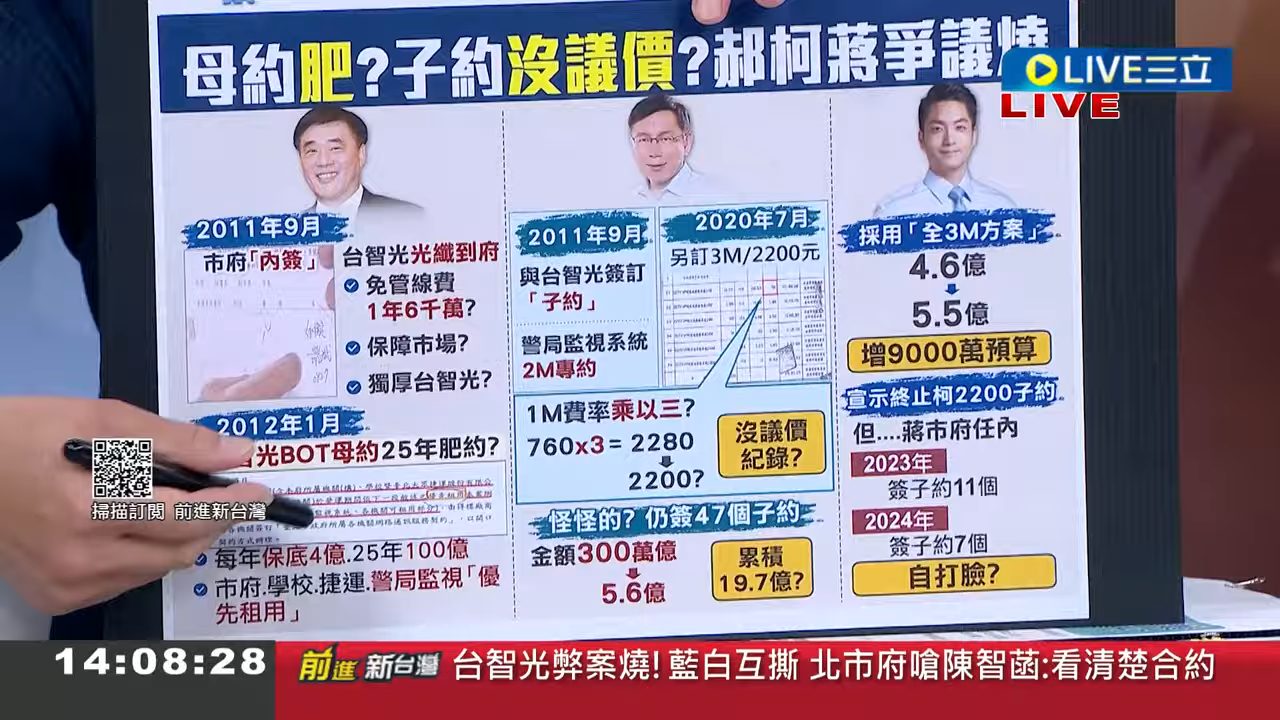 母約肥?子約沒議價?郝柯蔣爭議燒
LIVE三立
LIVE
2011年9月
市府「內簽」
台智光光纖到府
免管線費
1年6千萬?
保障市場?
獨厚台智光?
2012年1月
智光BOT母約25年肥約?
每年保底4億.25年100億
市府.學校.捷運.警局監視「優
先租用」
2011年9月
與台智光簽訂
「子約」
警局監視系統
2M專約
2020年7月
另訂3M/2200元
1M費率乘以三?
760x3=2280
2200?
沒議價
紀錄?
怪怪的?仍簽47個子約
金額300萬億
5.6億
累積
19.7億?
採用「全3M方案」
4.6億
5.5億
增9000萬預算
宣示終止柯2200子約
但....蔣市府任內
2023年
簽子約11個
2024年
簽子約7個
自打臉?
掃描訂閱 前進新台灣
14:08:28
前進新台灣
台智光弊案燒!藍白互撕 北市府嗆陳智菡:看清楚合約